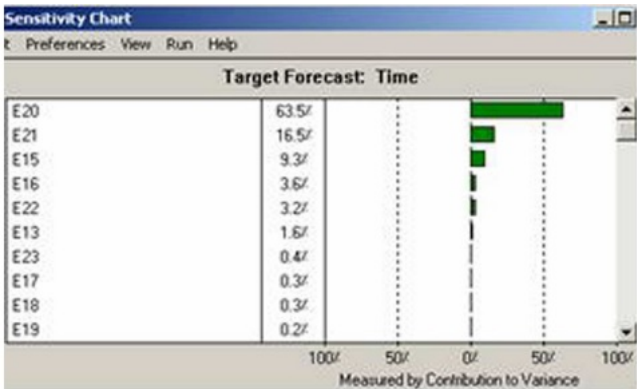 Sensitivity Chart
t Preferences View Run Help
Target Forecast: Time
E20 63.5%
E21 16.5%
E15 9.3%
E16 3.6%
E22 3.2%
E13 1.6%
E23 0.4%
E17 0.3%
E18 0.3%
E19 0.2%
100% 50% 0% 50% 100%
Measured by Contribution to Variance